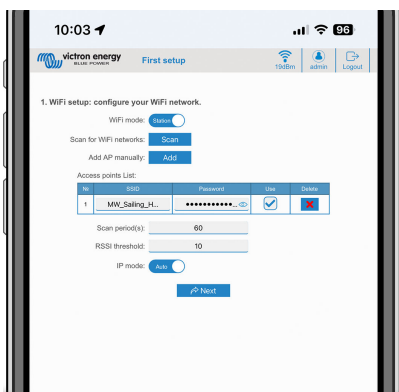 10:03
96
victron energy
BLUE POWER
First setup
19dBm
admin
Logout
1. WiFi setup: configure your WiFi network.
WiFi mode: Station
Scan for WiFi networks: Scan
Add AP manually: Add
Access points List:
№ SSID Password Use Delete
1 MW_Sailing_H... •••••••••••...
Scan period(s): 60
RSSI threshold: 10
IP mode: Auto
Next